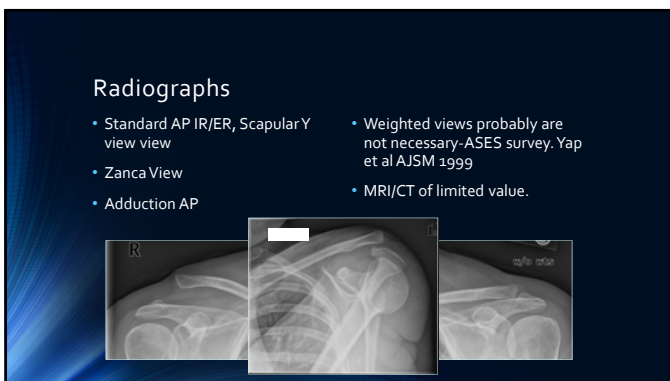 Radiographs
• Standard AP IR/ER, Scapular Y
view view
• Zanca View
• Adduction AP
• Weighted views probably are
not necessary-ASES survey. Yap
et al AJSM 1999
• MRI/CT of limited value.
R
w/o wts